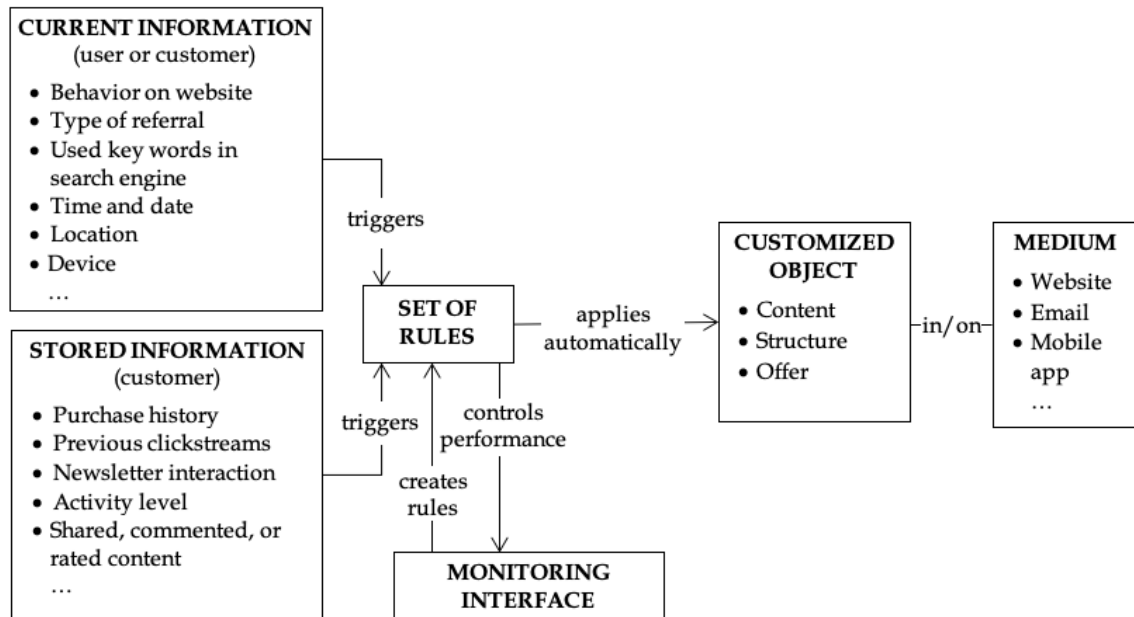 CURRENT INFORMATION
(user or customer)
• Behavior on website
• Type of referral
• Used key words in
search engine
• Time and date
• Location
• Device
…
STORED INFORMATION
(customer)
• Purchase history
• Previous clickstreams
• Newsletter interaction
• Activity level
• Shared, commented, or
rated content
…
triggers
triggers
SET OF
RULES
creates
rules
controls
performance
MONITORING
INTERFACE
applies
automatically
CUSTOMIZED
OBJECT
• Content
• Structure
• Offer
in/on
MEDIUM
• Website
• Email
• Mobile
app
…